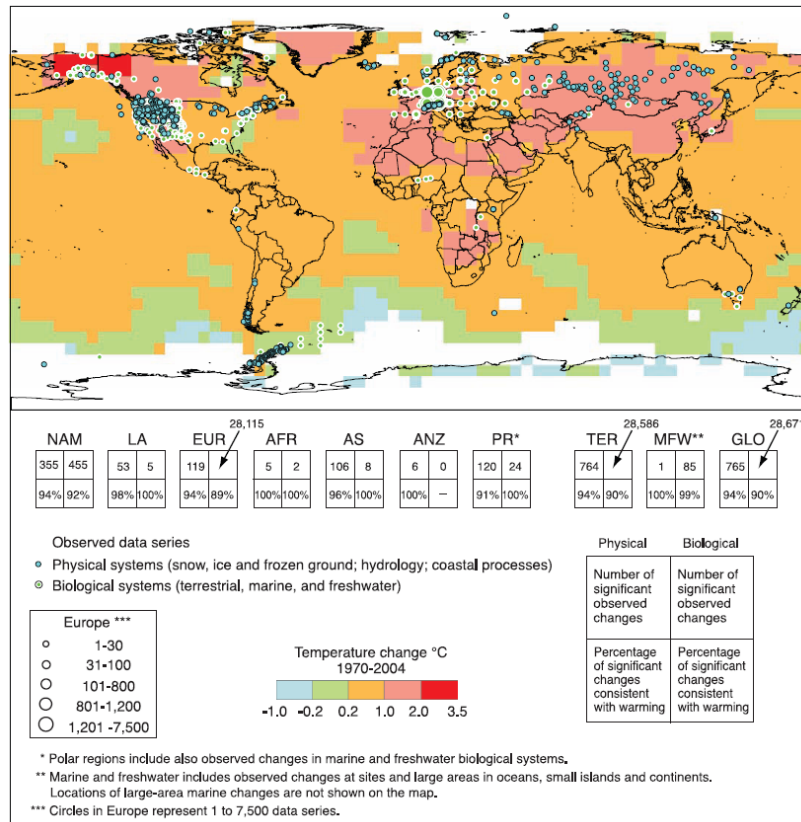 28,115
28,586
28,671
NAM LA EUR AFR AS ANZ PR* TER MFW** GLO
355 455 53 5 119 5 2 106 8 6 0 120 24 764 1 85 765
94% 92% 98% 100% 94% 89% 100% 100% 96% 100% 100% — 91% 100% 94% 90% 100% 99% 94% 90%
Observed data series
Physical systems (snow, ice and frozen ground; hydrology; coastal processes)
Biological systems (terrestrial, marine, and freshwater)
Physical Biological
Number of significant observed changes
Number of significant observed changes
Percentage of significant changes consistent with warming
Percentage of significant changes consistent with warming
Europe ***
1-30
31-100
101-800
801-1,200
1,201 -7,500
Temperature change °C
1970-2004
-1.0 -0.2 0.2 1.0 2.0 3.5
* Polar regions include also observed changes in marine and freshwater biological systems.
** Marine and freshwater includes observed changes at sites and large areas in oceans, small islands and continents.
Locations of large-area marine changes are not shown on the map.
*** Circles in Europe represent 1 to 7,500 data series.